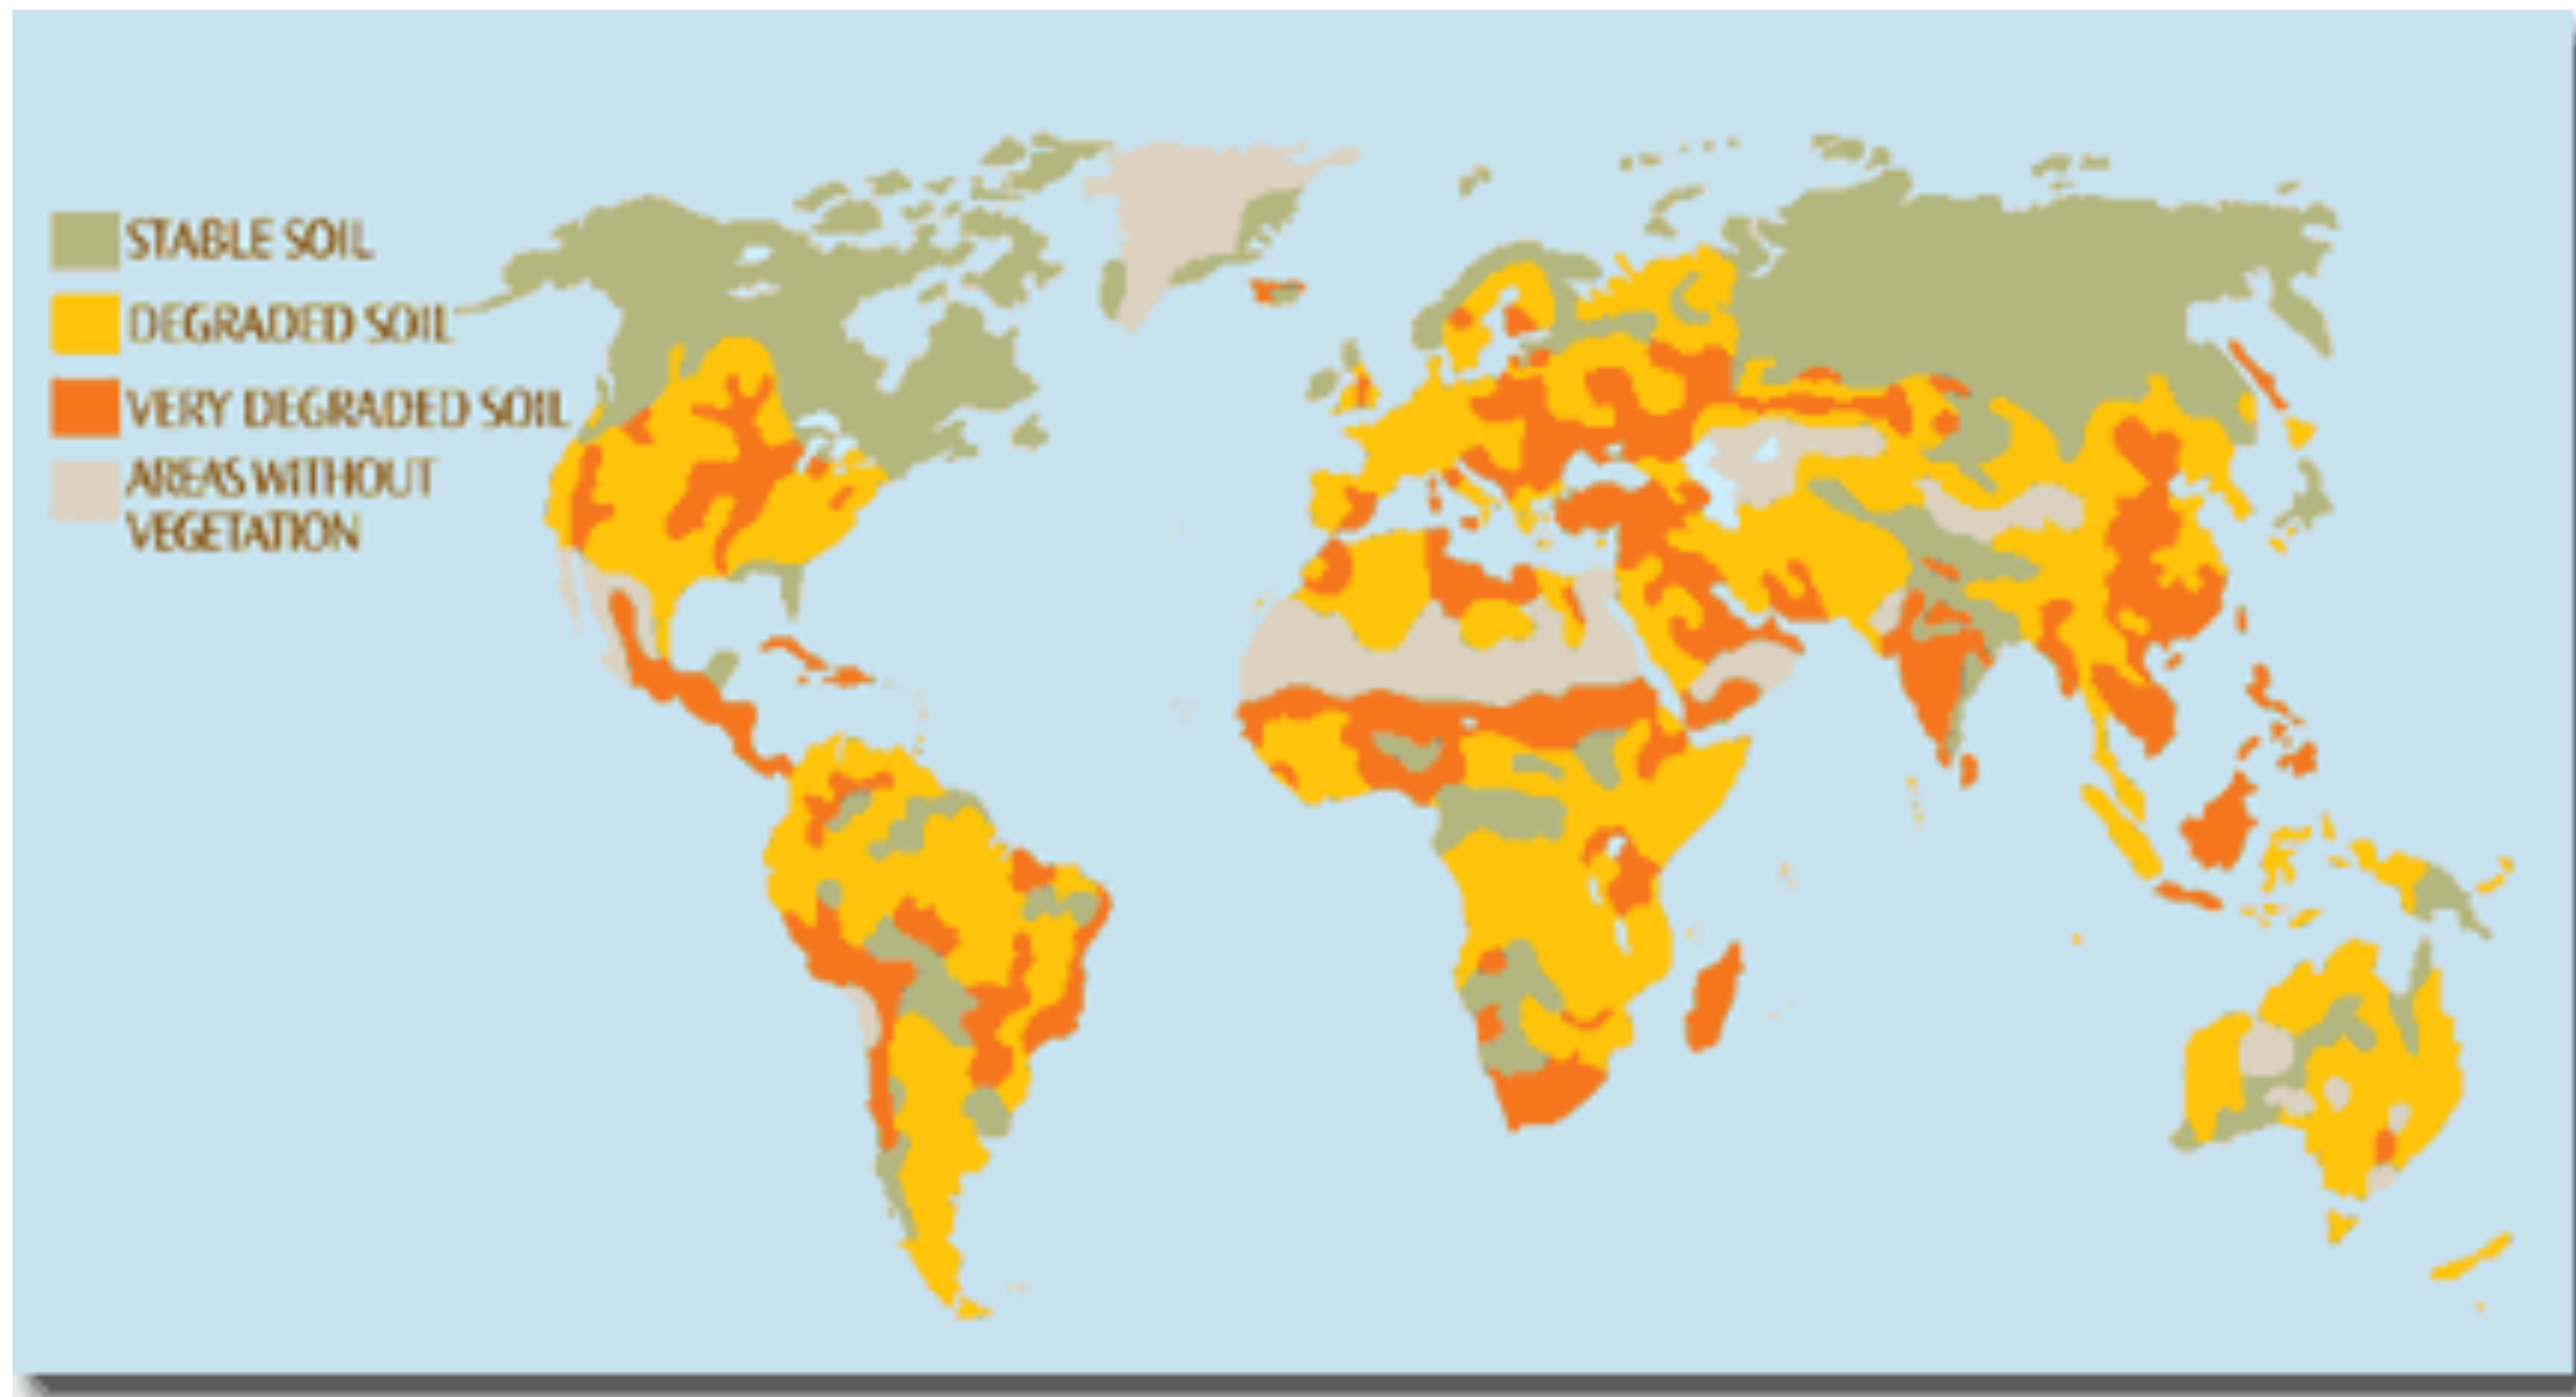 STABLE SOIL
DEGRADED SOIL
VERY DEGRADED SOIL
AREAS WITHOUT
VEGETATION